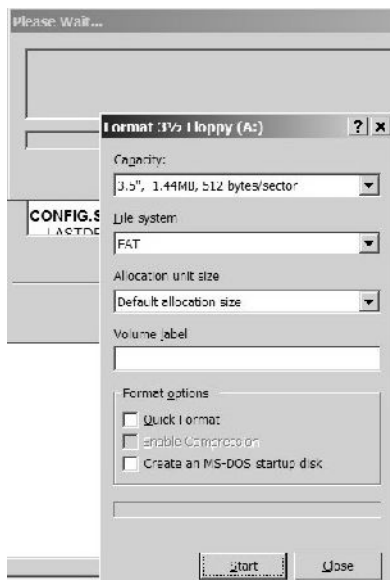 Please Wait...
Format 3½ Floppy (A:)
Capacity:
3.5", 1.44MB, 512 bytes/sector
File system
FAT
Allocation unit size
Default allocation size
Volume label
CONFIG.S
LASTDR
Format options
Quick Format
Enable Compression
Create an MS-DOS startup disk
Start
Close